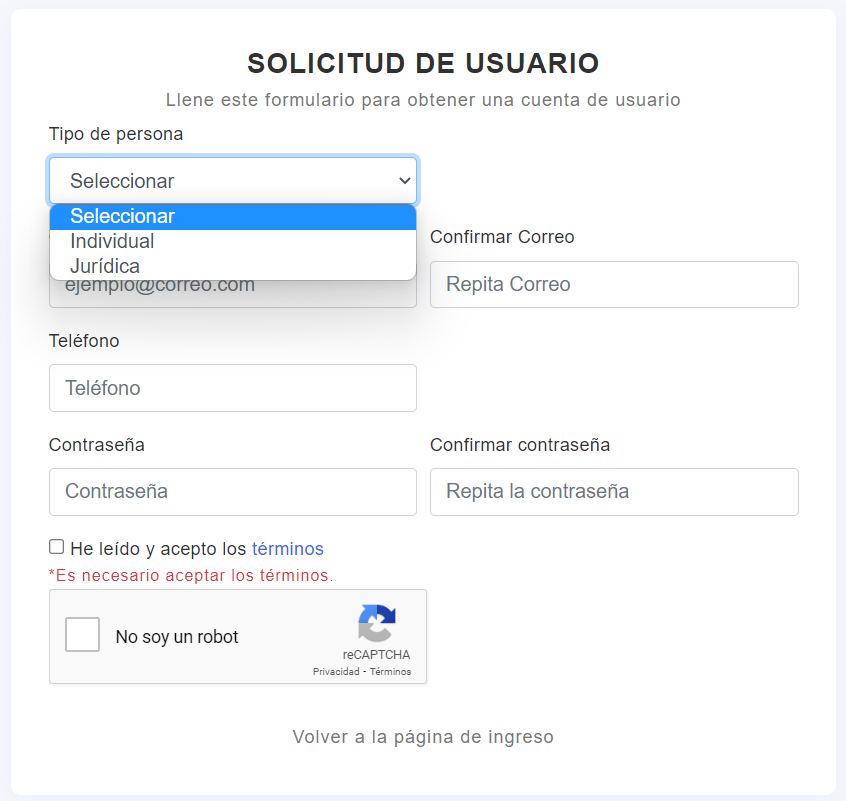 SOLICITUD DE USUARIO
Llene este formulario para obtener una cuenta de usuario
Tipo de persona
Seleccionar
Seleccionar
Individual
Jurídica
Confirmar Correo
ejemplo@correo.com
Repita Correo
Teléfono
Teléfono
Contraseña
Confirmar contraseña
Contraseña
Repita la contraseña
He leído y acepto los términos
*Es necesario aceptar los términos.
No soy un robot
reCAPTCHA
Privacidad - Términos
Volver a la página de ingreso